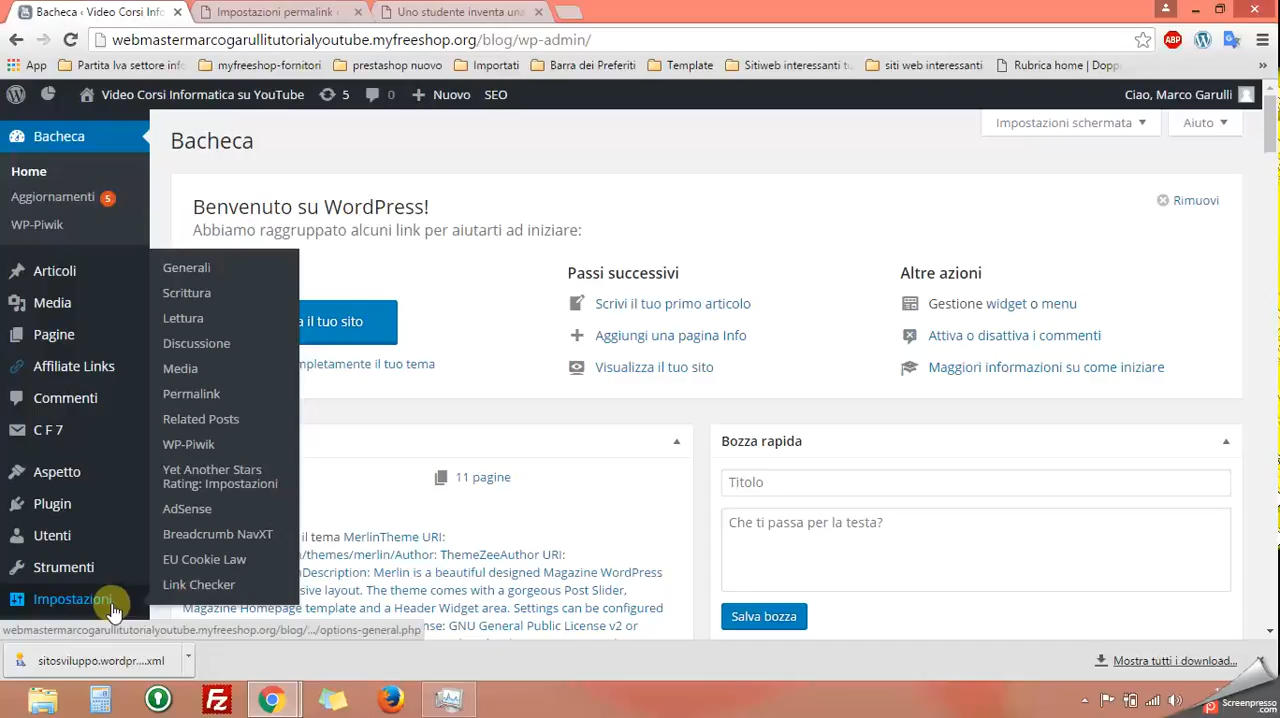 Bacheca ‹ Video Corsi Info
Impostazioni permalink ‹
Uno studente inventa una
webmastermarcogarullitutorialyoutube.myfreeshop.org/blog/wp-admin/
ABP
App
Partita Iva settore info
myfreeshop-fornitori
prestashop nuovo
Importati
Barra dei Preferiti
Template
Sitiweb interessanti tu
siti web interessanti
Rubrica home | Dopp
»
Video Corsi Informatica su YouTube
5
0
Nuovo
SEO
Ciao, Marco Garulli
Bacheca
Home
Aggiornamenti 5
WP-Piwik
Articoli
Media
Pagine
Affiliate Links
Commenti
C F 7
Aspetto
Plugin
Utenti
Strumenti
Impostazioni
Generali
Scrittura
Lettura
Discussione
Media
Permalink
Related Posts
WP-Piwik
Yet Another Stars
Rating: Impostazioni
AdSense
Breadcrumb NavXT
EU Cookie Law
Link Checker
Bacheca
Impostazioni schermata
Aiuto
Benvenuto su WordPress!
Rimuovi
Abbiamo raggruppato alcuni link per aiutarti ad iniziare:
a il tuo sito
mpletamente il tuo tema
Passi successivi
Scrivi il tuo primo articolo
Aggiungi una pagina Info
Visualizza il tuo sito
Altre azioni
Gestione widget o menu
Attiva o disattiva i commenti
Maggiori informazioni su come iniziare
11 pagine
il tema MerlinTheme URI:
/themes/merlin/Author: ThemeZeeAuthor URI:
Description: Merlin is a beautiful designed Magazine WordPress
sive layout. The theme comes with a gorgeous Post Slider,
Magazine Homepage template and a Header Widget area. Settings can be configured
nse: GNU General Public License v2 or
Bozza rapida
Titolo
Che ti passa per la testa?
Salva bozza
webmastermarcogarullitutorialyoutube.myfreeshop.org/blog/.../options-general.php
sitosviluppo.wordpr....xml
Mostra tutti i download...
Screenpresso
.com